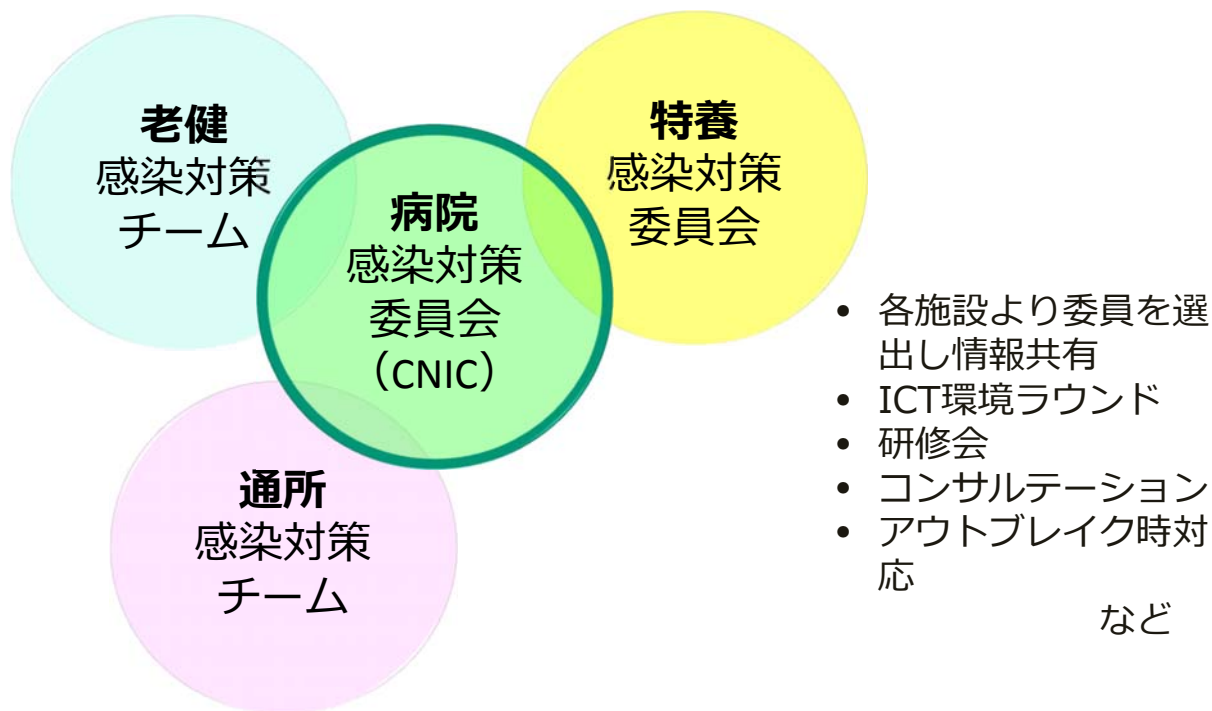 老健
感染対策
チーム
特養
感染対策
委員会
病院
感染対策
委員会
（CNIC）
通所
感染対策
チーム
• 各施設より委員を選
出し情報共有
• ICT環境ラウンド
• 研修会
• コンサルテーション
• アウトブレイク時対
応
など